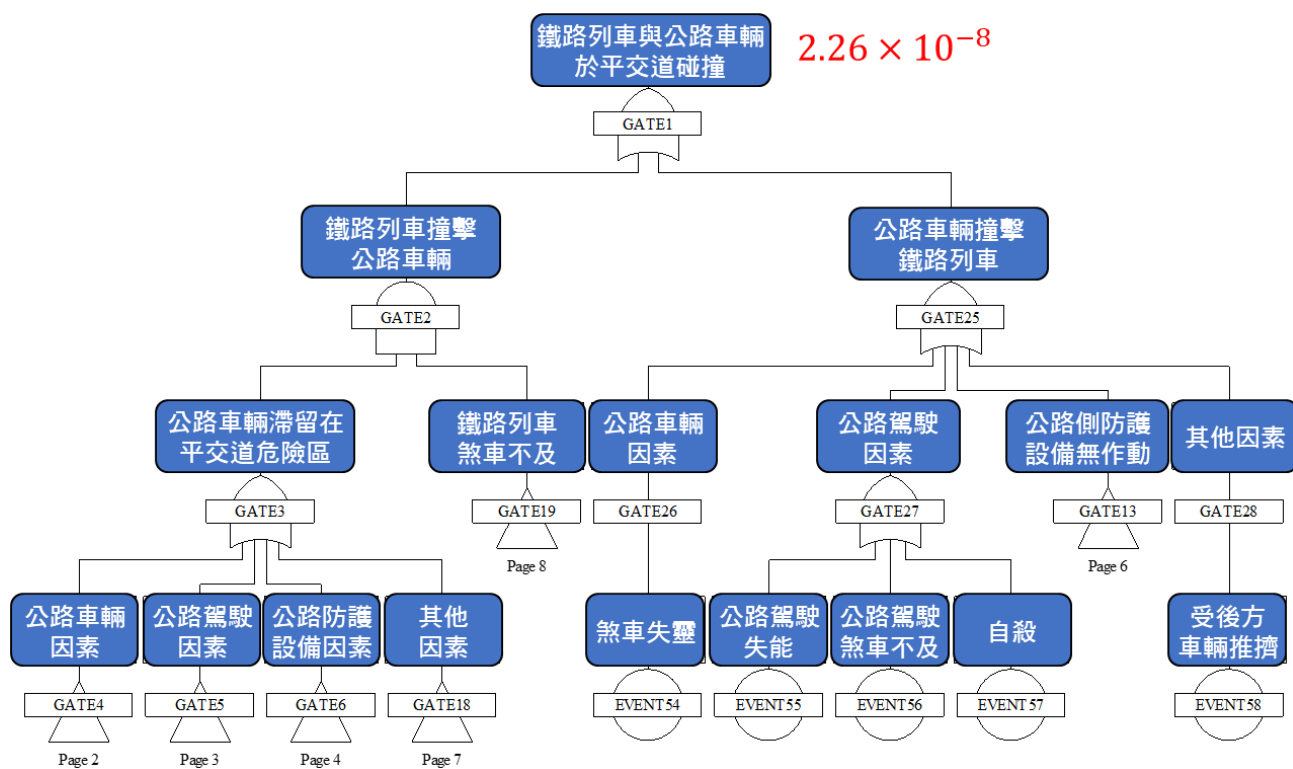 鐵路列車與公路車輛
於平交道碰撞
2.26 × 10⁻⁸
GATE1
鐵路列車撞擊
公路車輛
GATE2
公路車輛撞擊
鐵路列車
GATE25
公路車輛滯留在
平交道危險區
GATE3
鐵路列車
煞車不及
GATE19
Page 8
公路車輛
因素
GATE26
公路駕駛
因素
GATE27
公路側防護
設備無作動
GATE13
Page 6
其他因素
GATE28
公路車輛
因素
GATE4
Page 2
公路駕駛
因素
GATE5
Page 3
公路防護
設備因素
GATE6
Page 4
其他
因素
GATE18
Page 7
煞車失靈
EVENT54
公路駕駛
失能
EVENT55
公路駕駛
煞車不及
EVENT56
自殺
EVENT57
受後方
車輛推擠
EVENT58